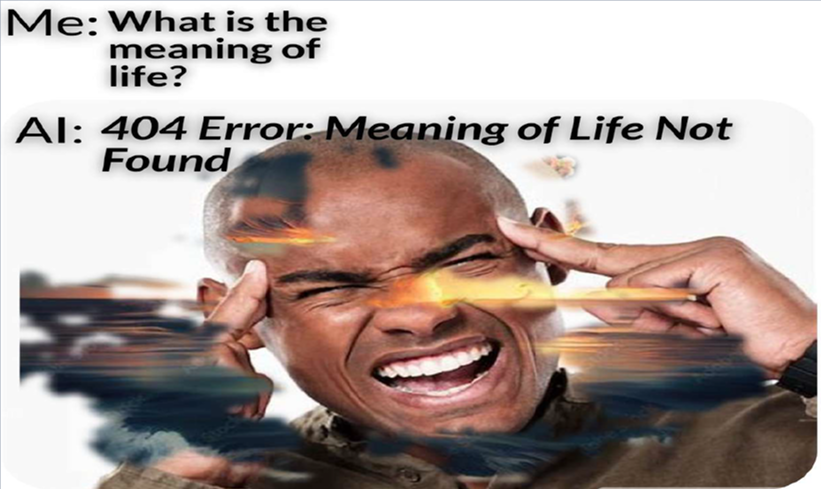 Me: What is the
meaning of
life?
AI: 404 Error: Meaning of Life Not
Found